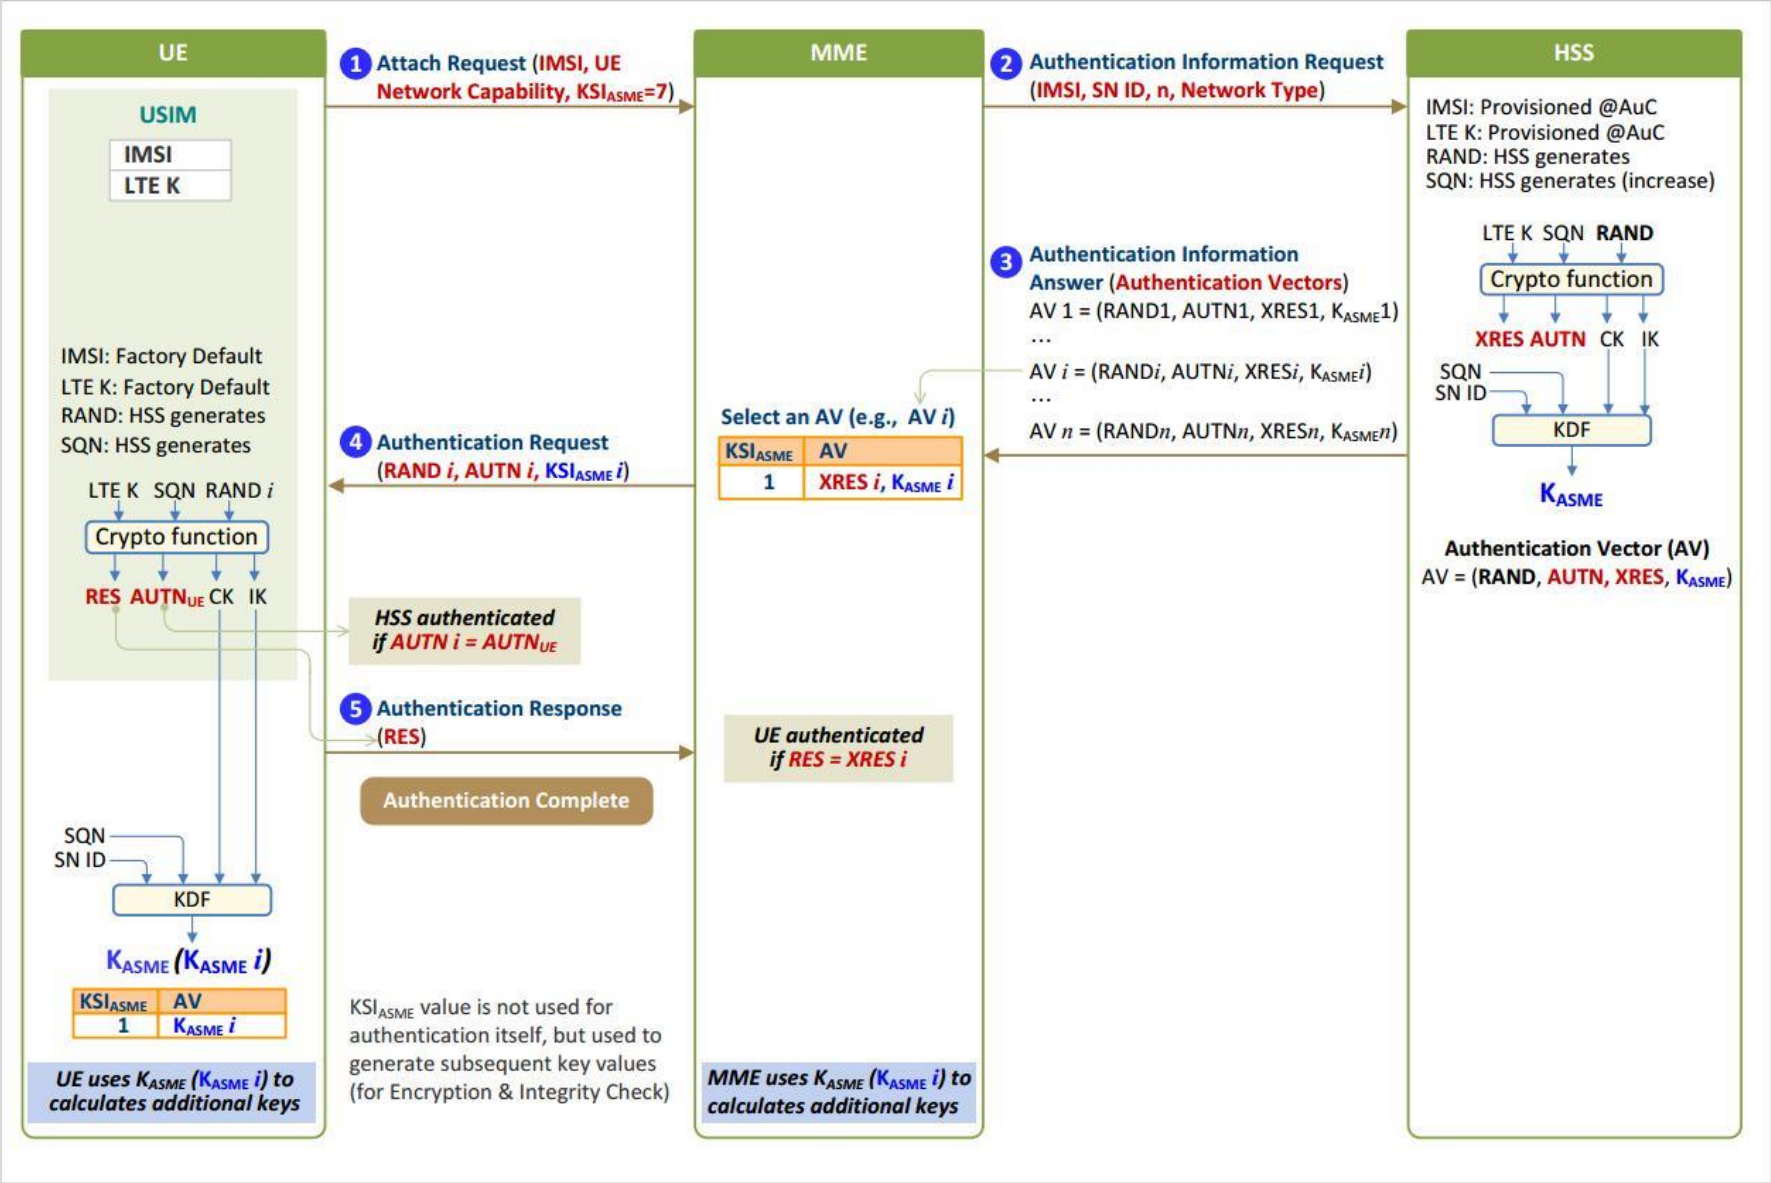 UE
USIM
IMSI
LTE K
IMSI: Factory Default
LTE K: Factory Default
RAND: HSS generates
SQN: HSS generates
LTE K SQN RAND i
Crypto function
RES AUTNUE CK IK
SQN
SN ID
KDF
KASME (KASME i)
KSIASME AV
1 KASME i
UE uses KASME (KASME i) to
calculates additional keys
1 Attach Request (IMSI, UE
Network Capability, KSIASME=7)
4 Authentication Request
(RAND i, AUTN i, KSIASME i)
HSS authenticated
if AUTN i = AUTNUE
5 Authentication Response
(RES)
Authentication Complete
KSIASME value is not used for
authentication itself, but used to
generate subsequent key values
(for Encryption & Integrity Check)
MME
Select an AV (e.g., AV i)
KSIASME AV
1 XRES i, KASME i
UE authenticated
if RES = XRES i
MME uses KASME (KASME i) to
calculates additional keys
2 Authentication Information Request
(IMSI, SN ID, n, Network Type)
3 Authentication Information
Answer (Authentication Vectors)
AV 1 = (RAND1, AUTN1, XRES1, KASME1)
...
AV i = (RANDi, AUTNi, XRESi, KASMEi)
...
AV n = (RANDn, AUTNn, XRESn, KASMEn)
HSS
IMSI: Provisioned @AuC
LTE K: Provisioned @AuC
RAND: HSS generates
SQN: HSS generates (increase)
LTE K SQN RAND
Crypto function
XRES AUTN CK IK
SQN
SN ID
KDF
KASME
Authentication Vector (AV)
AV = (RAND, AUTN, XRES, KASME)